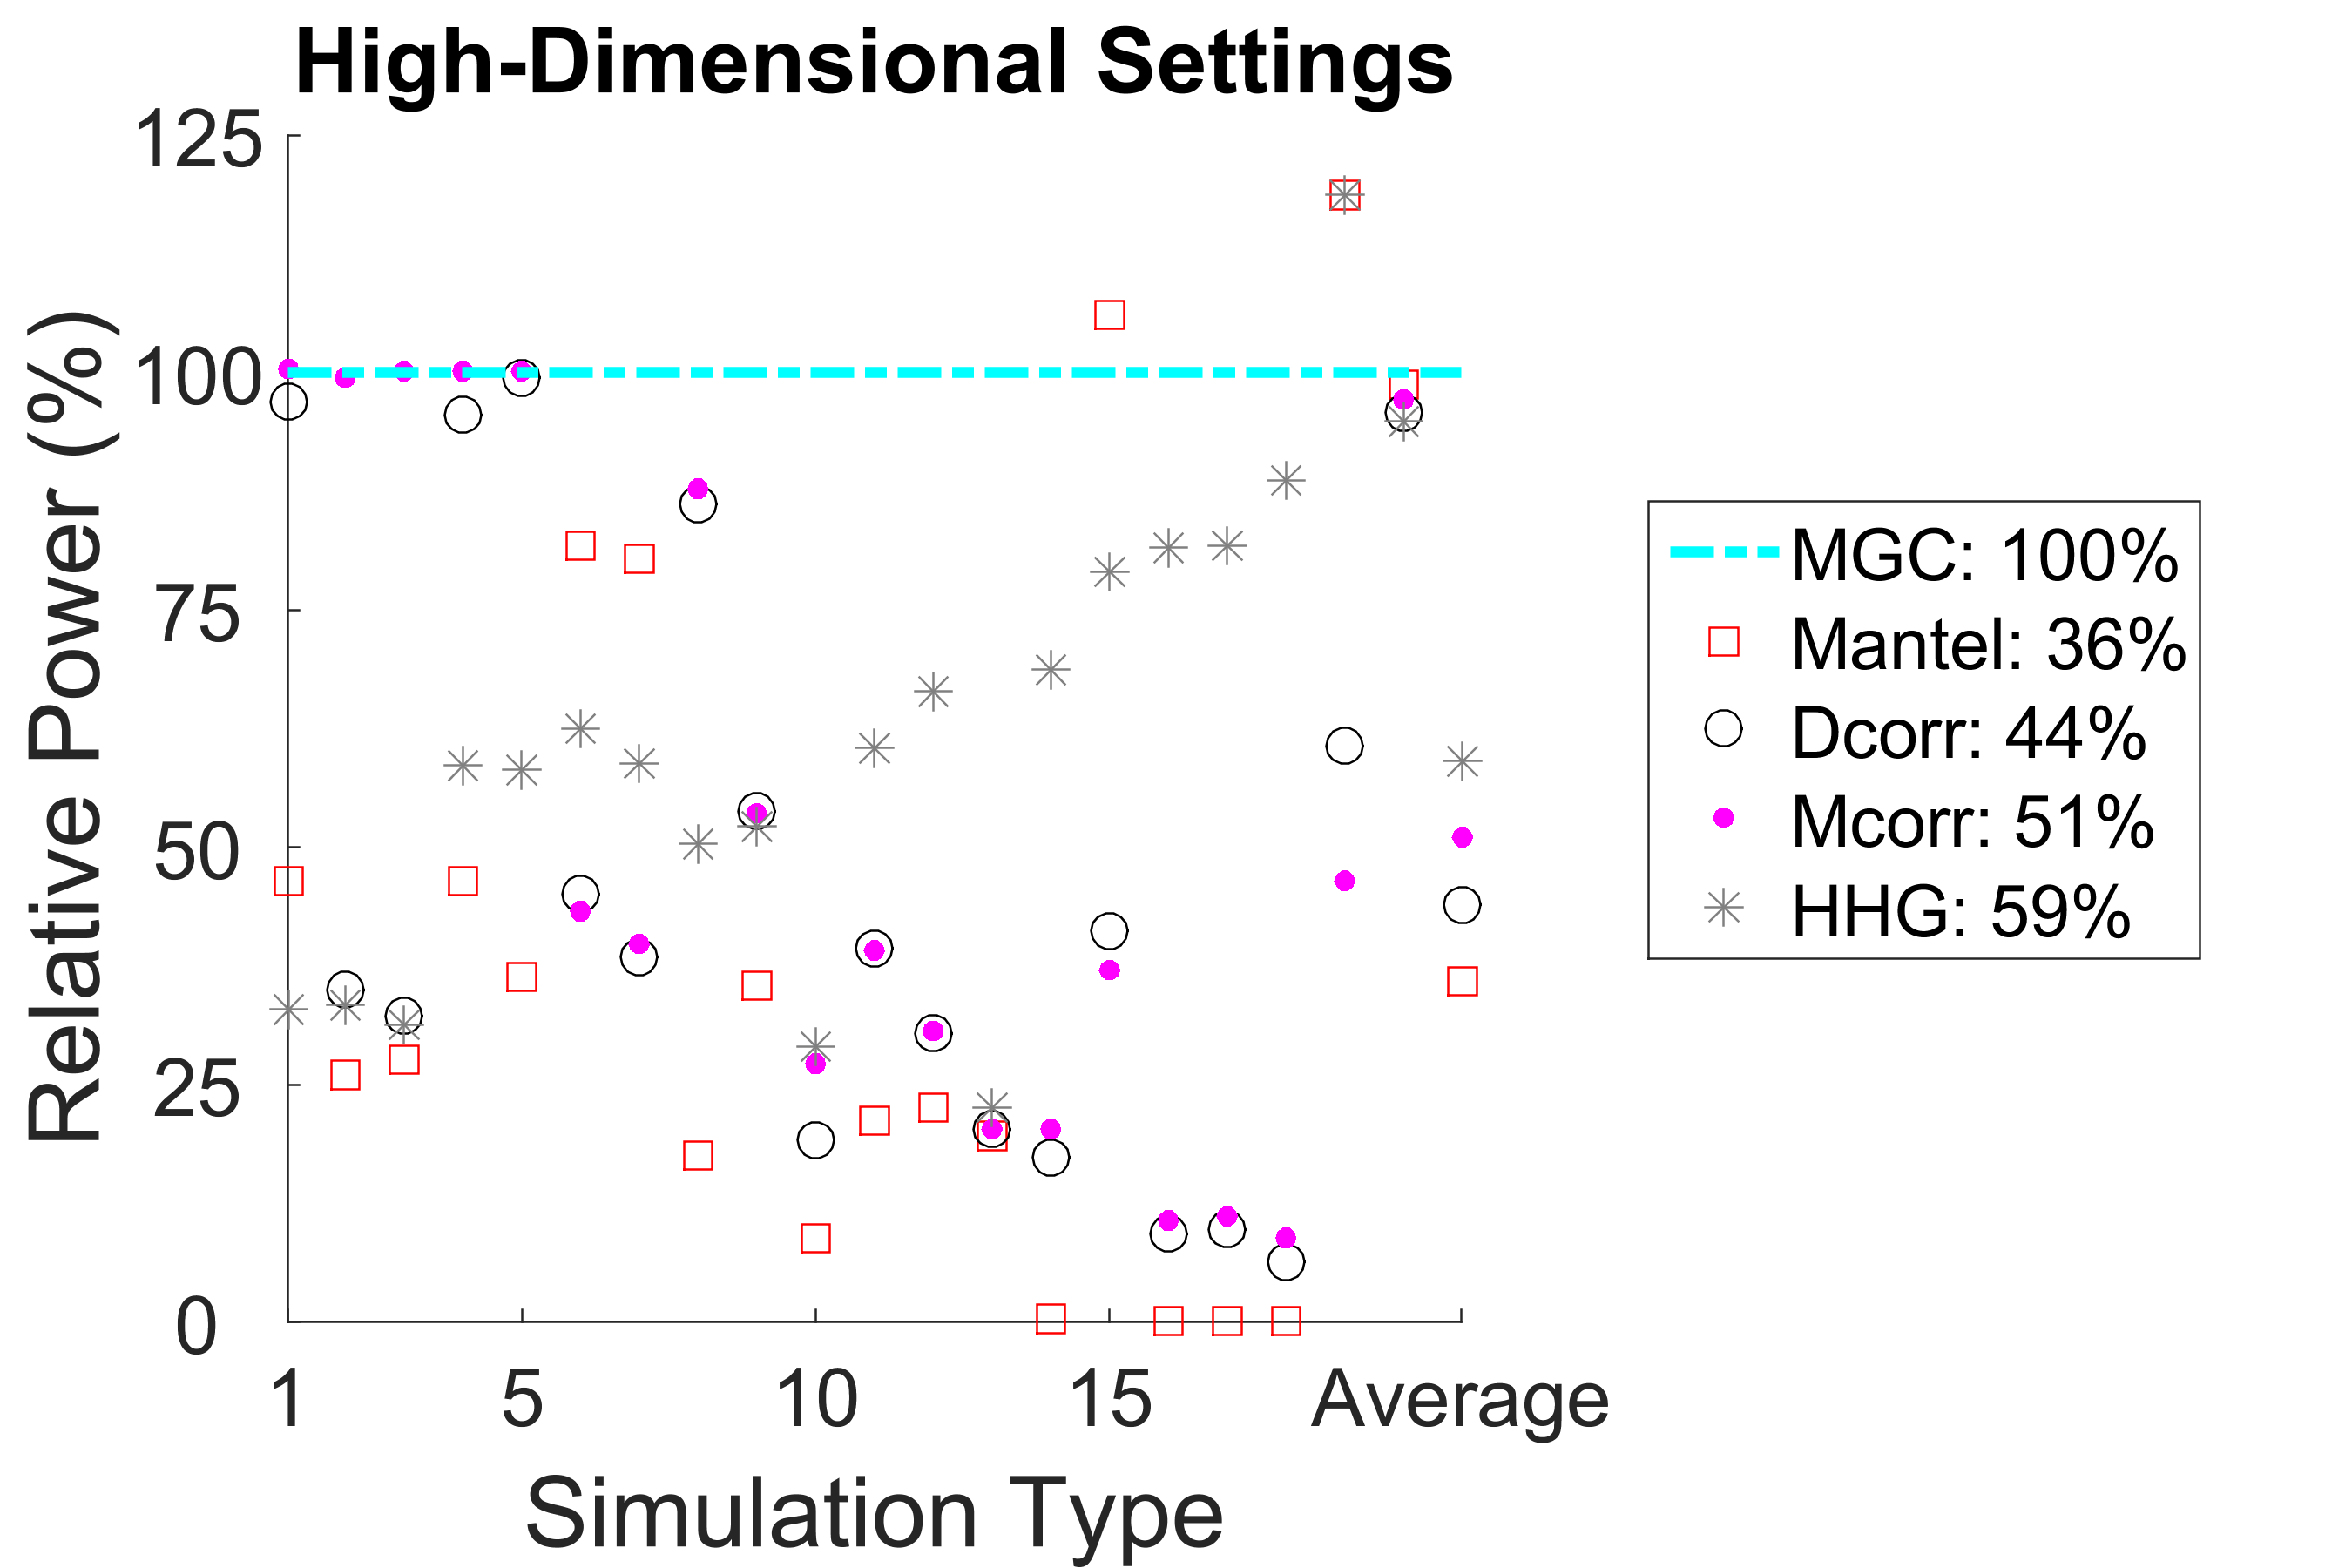 High-Dimensional Settings
Relative Power (%)
125
100
75
50
25
0
1 5 10 15 Average
Simulation Type
MGC: 100%
Mantel: 36%
Dcorr: 44%
Mcorr: 51%
HHG: 59%